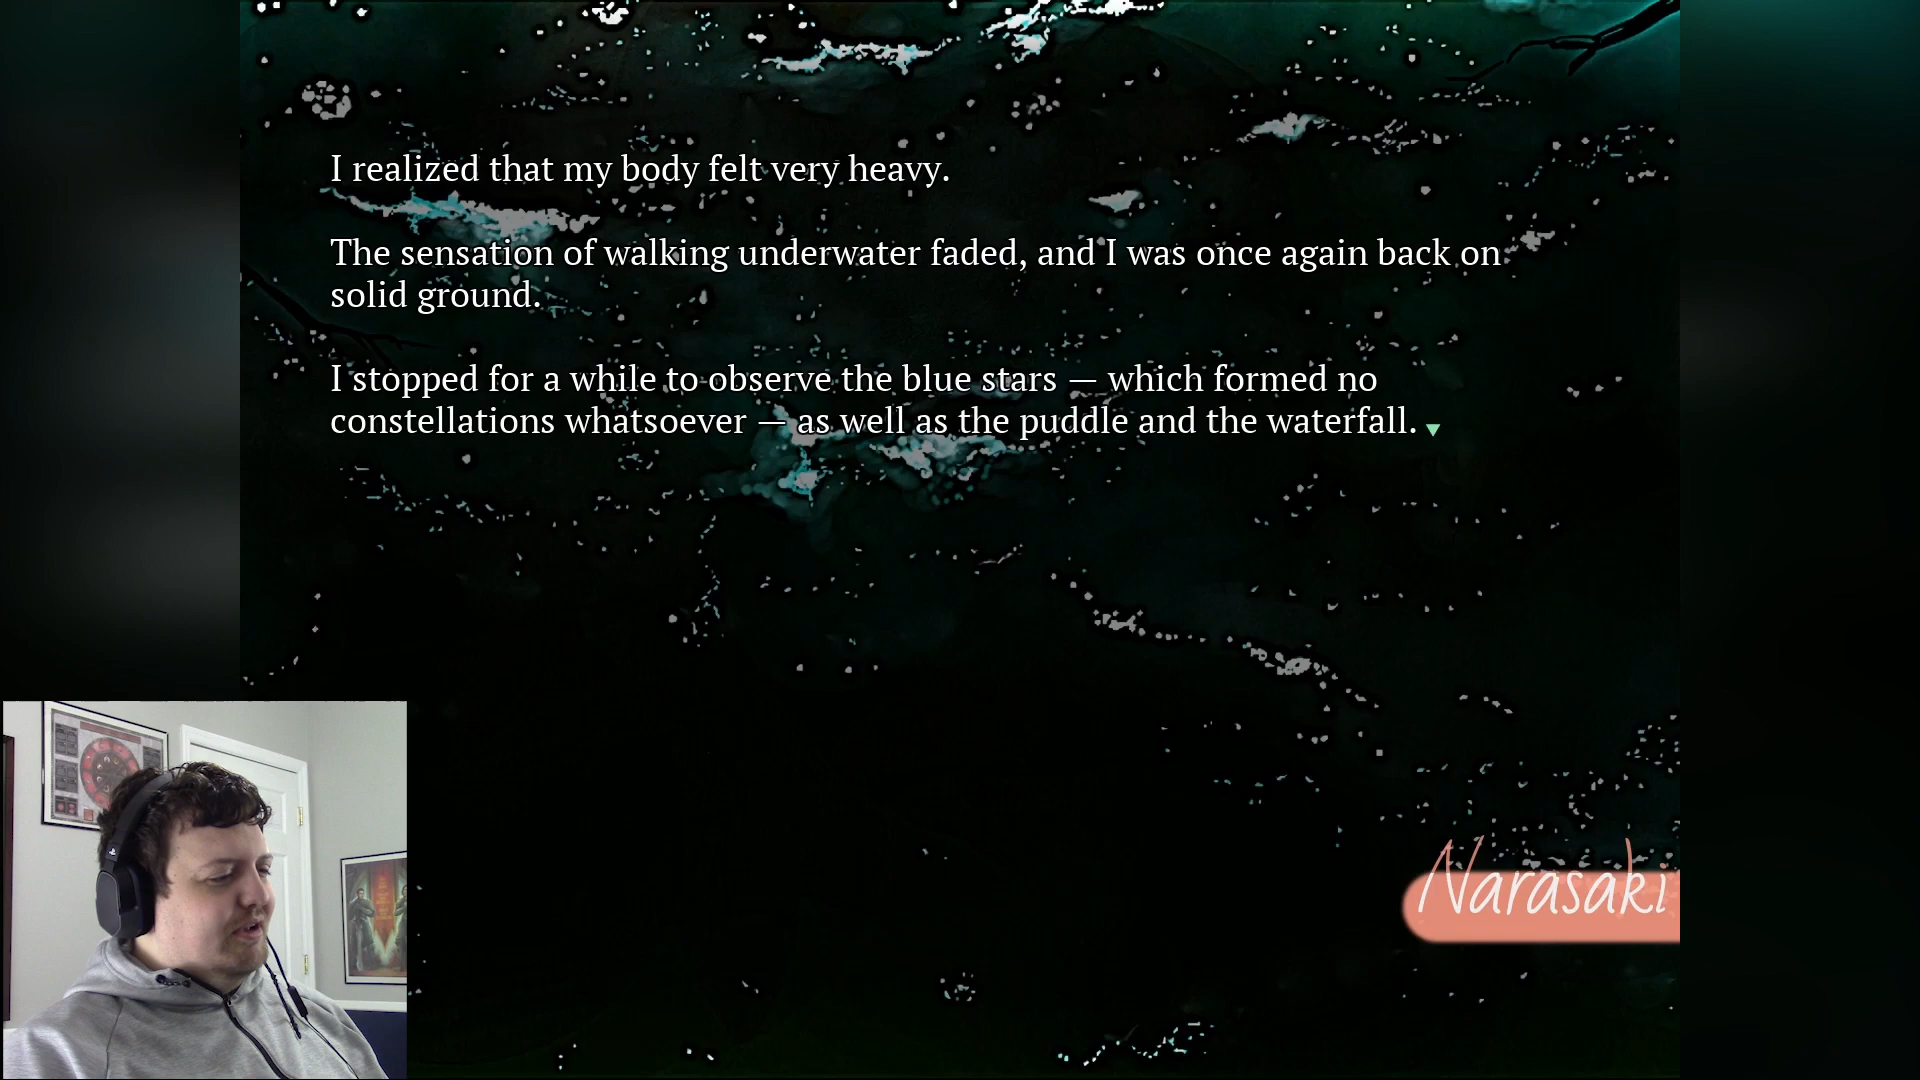 I realized that my body felt very heavy.
The sensation of walking underwater faded, and I was once again back on
solid ground.
I stopped for a while to observe the blue stars — which formed no
constellations whatsoever — as well as the puddle and the waterfall.
Narasaki